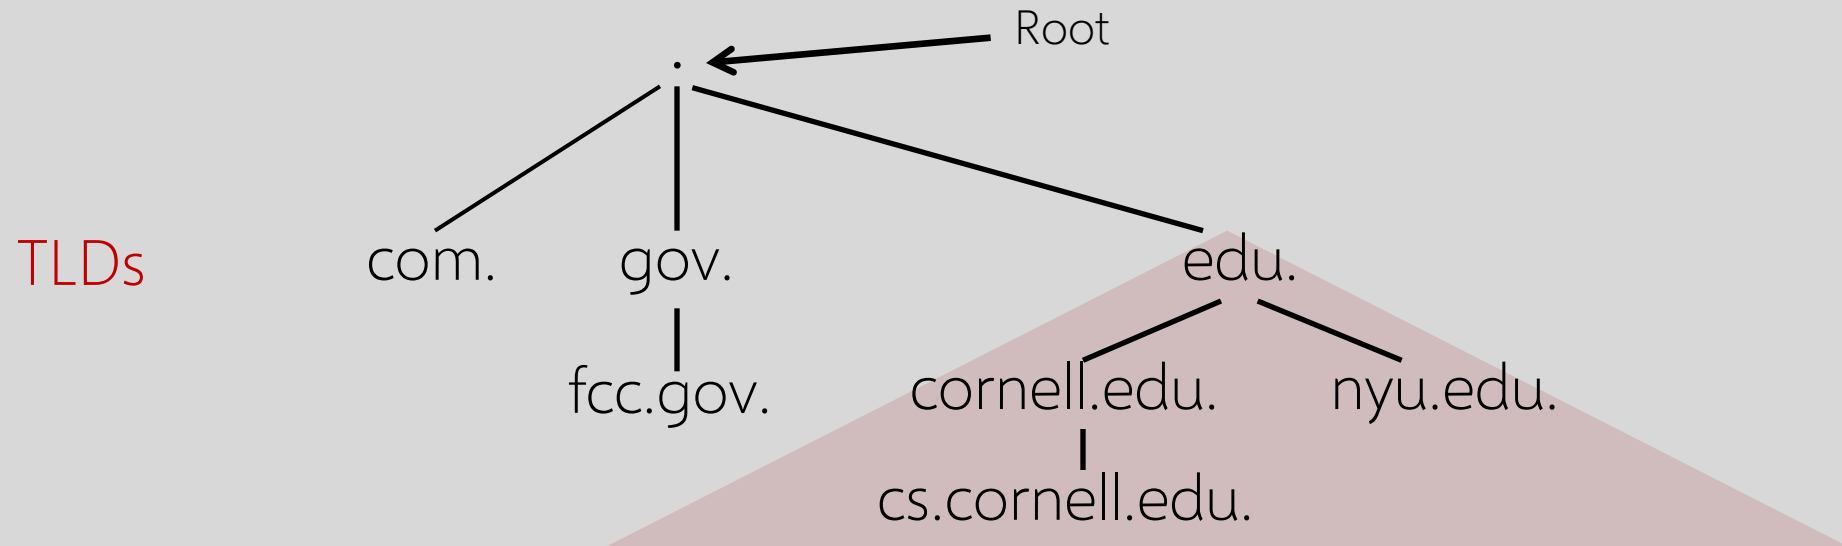 Root
.
TLDs com. gov. edu.
fcc.gov. cornell.edu. nyu.edu.
cs.cornell.edu.